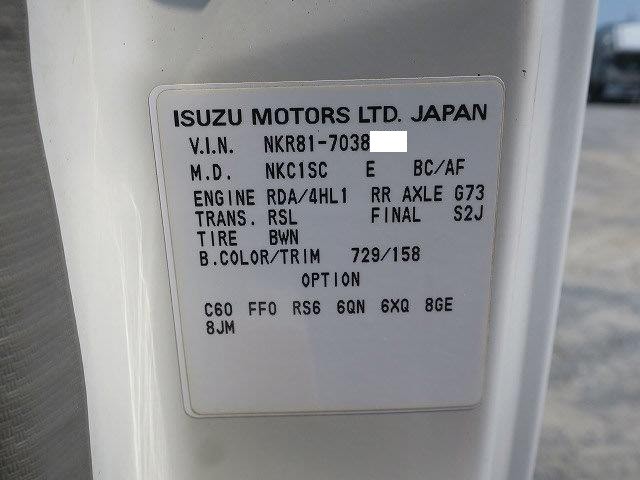 ISUZU MOTORS LTD. JAPAN
V.I.N. NKR81-7038
M.D. NKC1SC E BC/AF
ENGINE RDA/4HL1 RR AXLE G73
TRANS. RSL FINAL S2J
TIRE BWN
B.COLOR/TRIM 729/158
OPTION
C60 FF0 RS6 6QN 6XQ 8GE
8JM